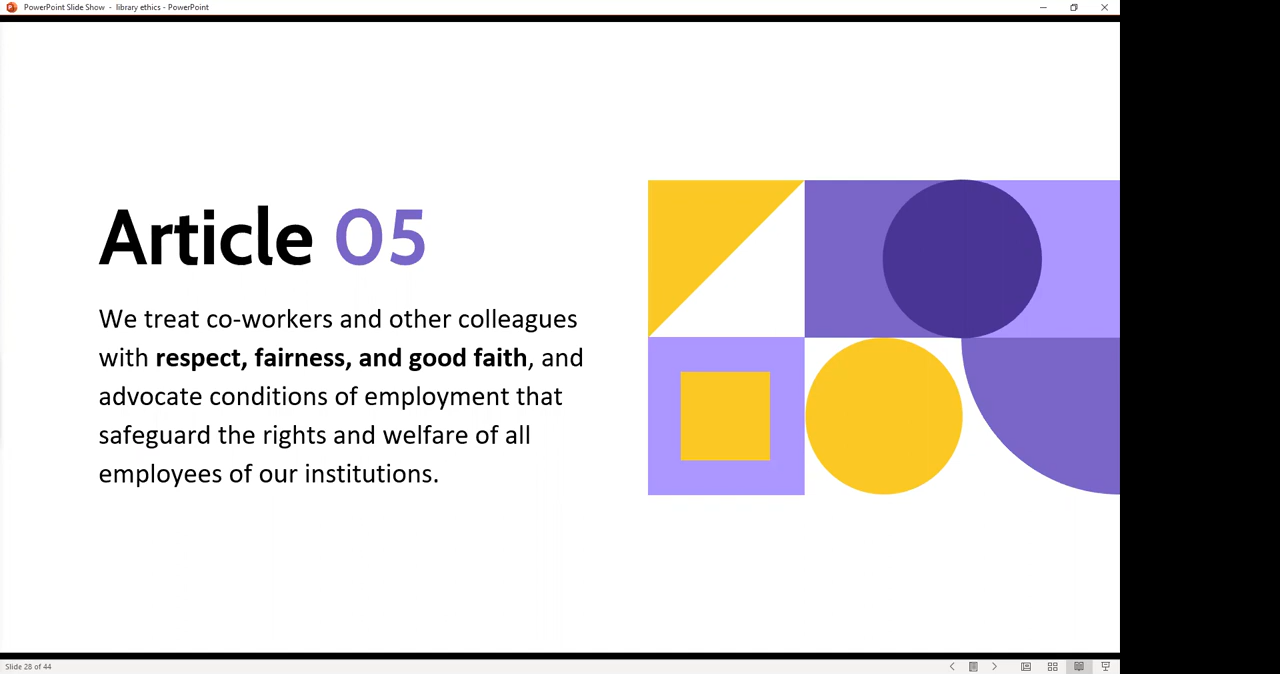 PowerPoint Slide Show - library ethics - PowerPoint
Article 05
We treat co-workers and other colleagues
with respect, fairness, and good faith, and
advocate conditions of employment that
safeguard the rights and welfare of all
employees of our institutions.
Slide 28 of 44